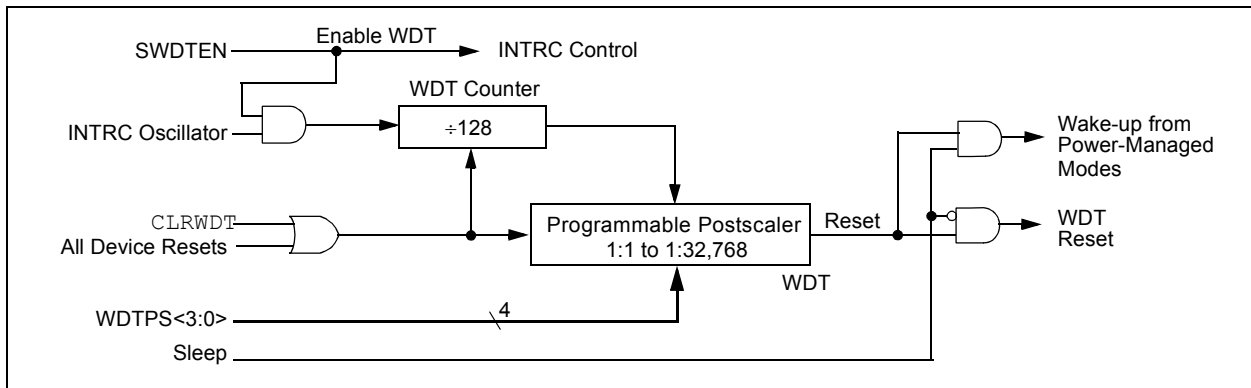 Enable WDT
SWDTEN
INTRC Control
WDT Counter
÷128
INTRC Oscillator
Wake-up from
Power-Managed
Modes
CLRWDT
All Device Resets
Programmable Postscaler
1:1 to 1:32,768
Reset
WDT
Reset
WDT
4
WDTPS<3:0>
Sleep